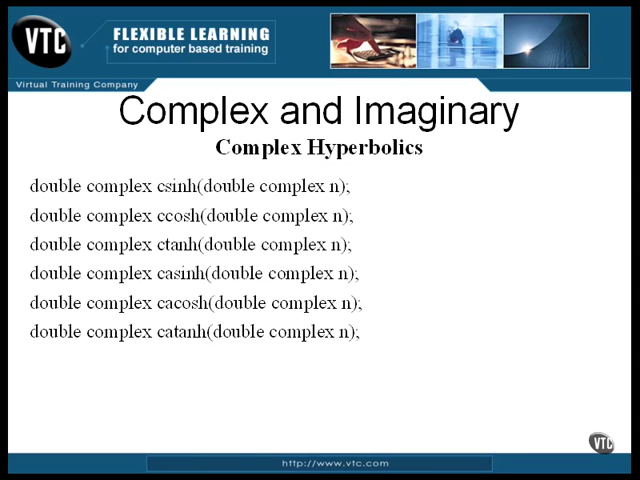 VTC
FLEXIBLE LEARNING
for computer based training
Virtual Training Company
Complex and Imaginary
Complex Hyperbolics
double complex csinh(double complex n);
double complex ccosh(double complex n);
double complex ctanh(double complex n);
double complex casinh(double complex n);
double complex cacosh(double complex n);
double complex catanh(double complex n);
VTC
http://www.vtc.com